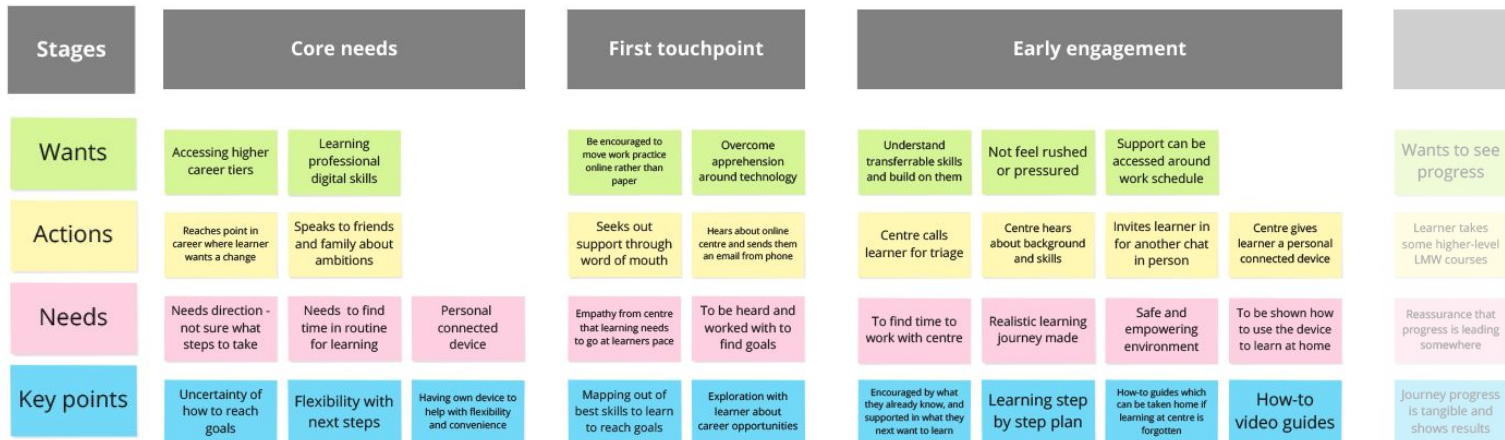 Stages
Core needs
First touchpoint
Early engagement
Wants
Accessing higher
career tiers
Learning
professional
digital skills
Be encouraged to
move work practice
online rather than
paper
Overcome
apprehension
around technology
Understand
transferrable skills
and build on them
Not feel rushed
or pressured
Support can be
accessed around
work schedule
Wants to see
progress
Actions
Reaches point in
career where learner
wants a change
Speaks to friends
and family about
ambitions
Seeks out
support through
word of mouth
Hears about online
centre and sends them
an email from phone
Centre calls
learner for triage
Centre hears
about background
and skills
Invites learner in
for another chat
in person
Centre gives
learner a personal
connected device
Learner takes
some higher-level
LMW courses
Needs
Needs direction -
not sure what
steps to take
Needs to find
time in routine
for learning
Personal
connected
device
Empathy from centre
that learning needs
to go at learners pace
To be heard and
worked with to
find goals
To find time to
work with centre
Realistic learning
journey made
Safe and
empowering
environment
To be shown how
to use the device
to learn at home
Reassurance that
progress is leading
somewhere
Key points
Uncertainty of
how to reach
goals
Flexibility with
next steps
Having own device to
help with flexibility
and convenience
Mapping out of
best skills to learn
to reach goals
Exploration with
learner about
career opportunities
Encouraged by what
they already know, and
supported in what they
next want to learn
Learning step
by step plan
How-to guides which
can be taken home if
learning at centre is
forgotten
How-to
video guides
Journey progress
is tangible and
shows results